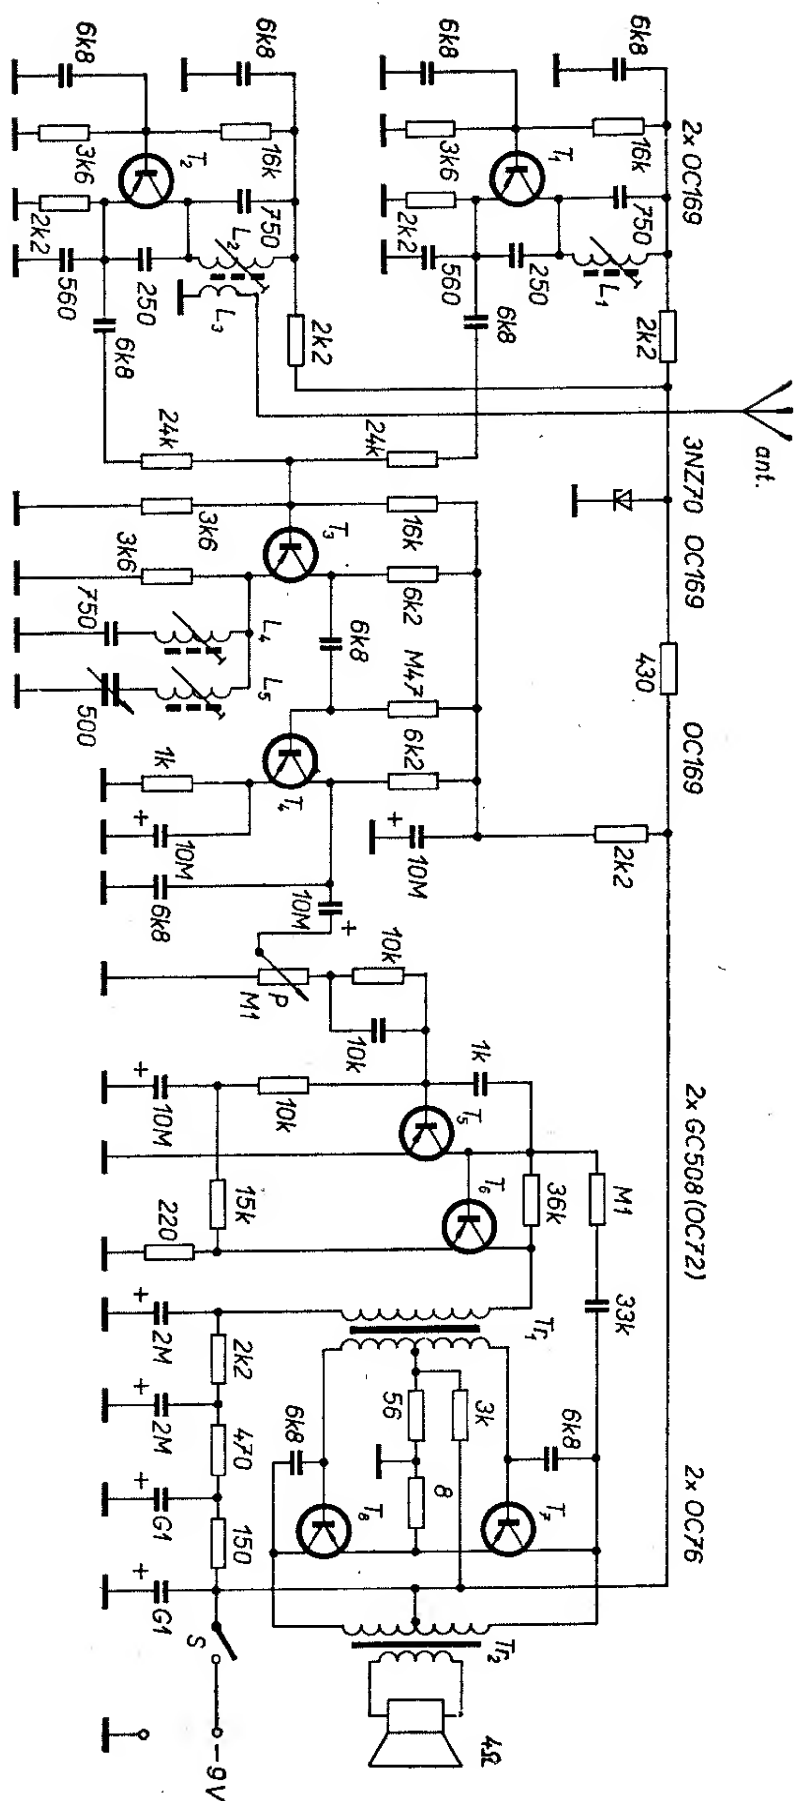 ant.
2x OC169
3NZ70
OC169
OC169
2x GC508 (OC72)
2x OC76
6k8
16k
750
L1
2k2
430
2k2
M1
33k
6k8
T1
36k
T7
6k8
3k6
2k2
560
250
6k8
1k
T6
T5
Tr1
3k
56
8
Tr2
4Ω
24k
16k
6k2
M47
6k2
10M
+
10k
10k
6k8
16k
750
L2
L3
2k2
T3
6k8
T4
10M
+
P
M1
10k
6k8
T8
6k8
T2
3k6
2k2
560
250
6k8
24k
3k6
3k6
L4
L5
750
500
1k
10M
+
6k8
10M
+
15k
220
2M
+
2k2
2M
+
470
G1
+
150
G1
+
S
−9V